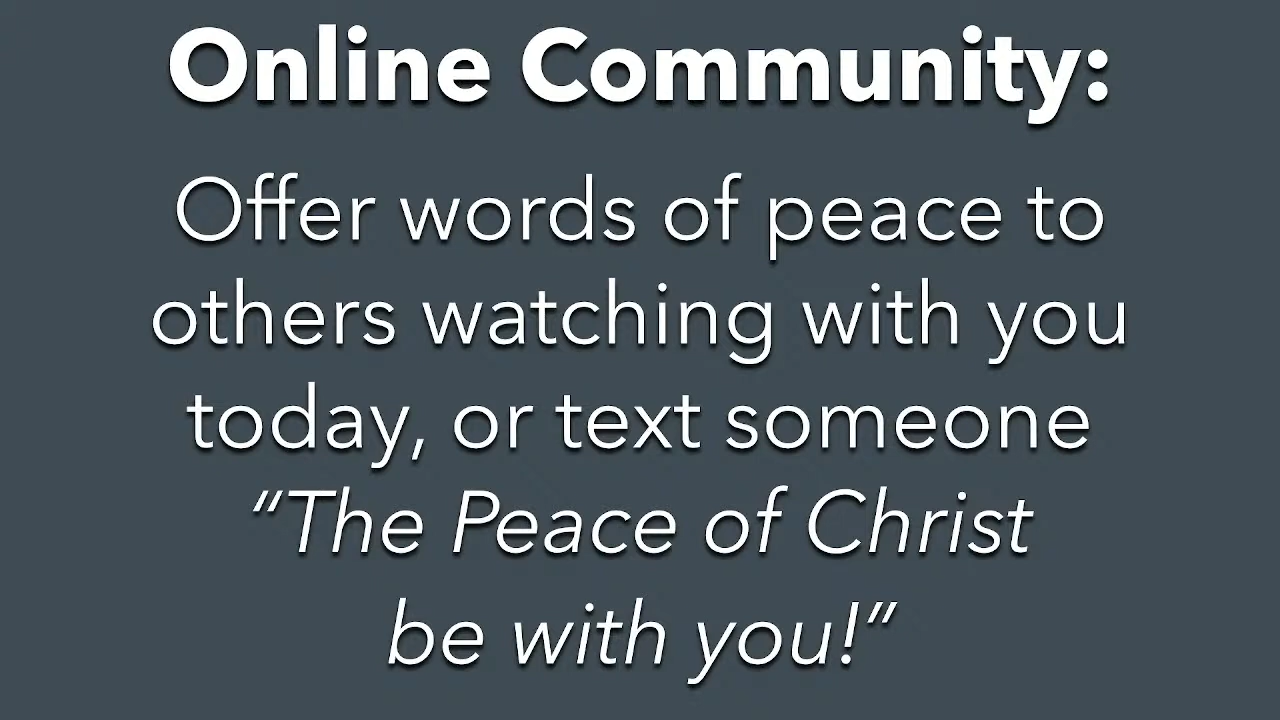 Online Community:
Offer words of peace to
others watching with you
today, or text someone
“The Peace of Christ
be with you!”